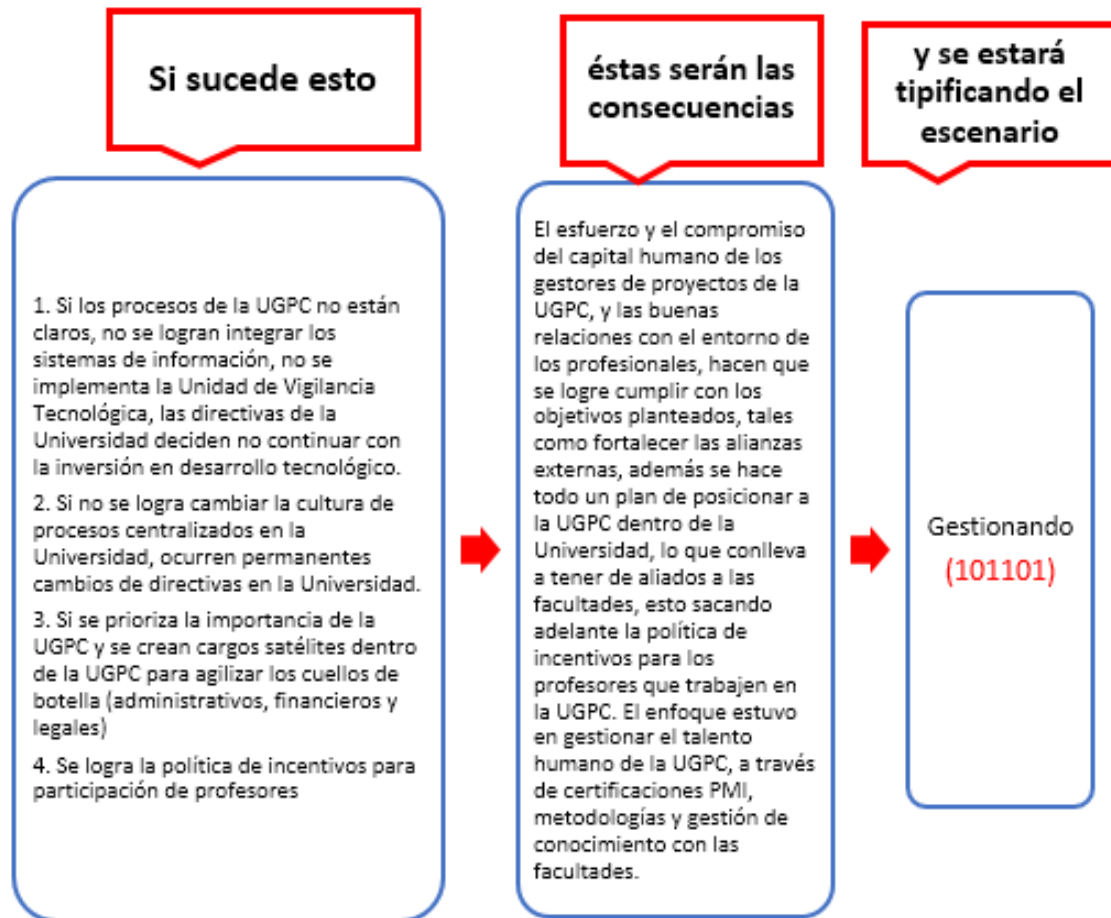 Si sucede esto
éstas serán las
consecuencias
y se estará
tipificando el
escenario
1. Si los procesos de la UGPC no están
claros, no se logran integrar los
sistemas de información, no se
implementa la Unidad de Vigilancia
Tecnológica, las directivas de la
Universidad deciden no continuar con
la inversión en desarrollo tecnológico.
2. Si no se logra cambiar la cultura de
procesos centralizados en la
Universidad, ocurren permanentes
cambios de directivas en la Universidad.
3. Si se prioriza la importancia de la
UGPC y se crean cargos satélites dentro
de la UGPC para agilizar los cuellos de
botella (administrativos, financieros y
legales)
4. Se logra la política de incentivos para
participación de profesores
El esfuerzo y el compromiso
del capital humano de los
gestores de proyectos de la
UGPC, y las buenas
relaciones con el entorno de
los profesionales, hacen que
se logre cumplir con los
objetivos planteados, tales
como fortalecer las alianzas
externas, además se hace
todo un plan de posicionar a
la UGPC dentro de la
Universidad, lo que conlleva
a tener de aliados a las
facultades, esto sacando
adelante la política de
incentivos para los
profesores que trabajen en
la UGPC. El enfoque estuvo
en gestionar el talento
humano de la UGPC, a través
de certificaciones PMI,
metodologías y gestión de
conocimiento con las
facultades.
Gestionando
(101101)